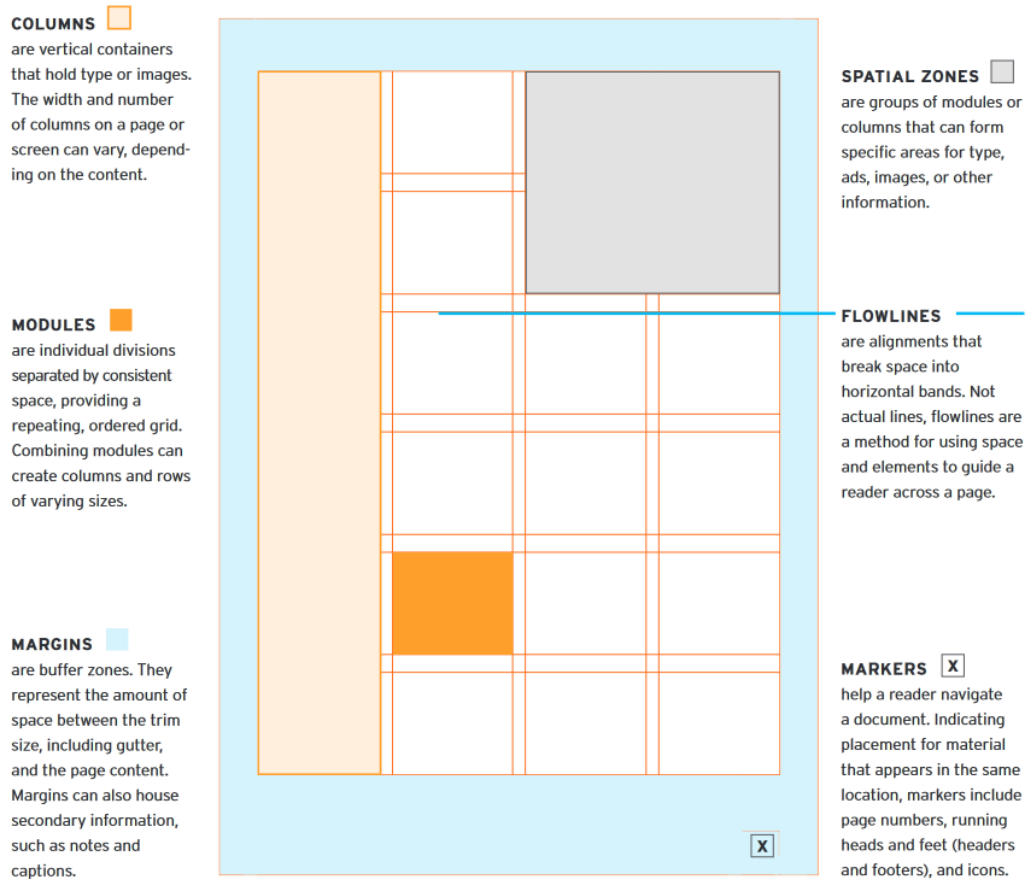 COLUMNS
are vertical containers
that hold type or images.
The width and number
of columns on a page or
screen can vary, depend-
ing on the content.
MODULES
are individual divisions
separated by consistent
space, providing a
repeating, ordered grid.
Combining modules can
create columns and rows
of varying sizes.
MARGINS
are buffer zones. They
represent the amount of
space between the trim
size, including gutter,
and the page content.
Margins can also house
secondary information,
such as notes and
captions.
X
SPATIAL ZONES
are groups of modules or
columns that can form
specific areas for type,
ads, images, or other
information.
FLOWLINES
are alignments that
break space into
horizontal bands. Not
actual lines, flowlines are
a method for using space
and elements to guide a
reader across a page.
MARKERS X
help a reader navigate
a document. Indicating
placement for material
that appears in the same
location, markers include
page numbers, running
heads and feet (headers
and footers), and icons.